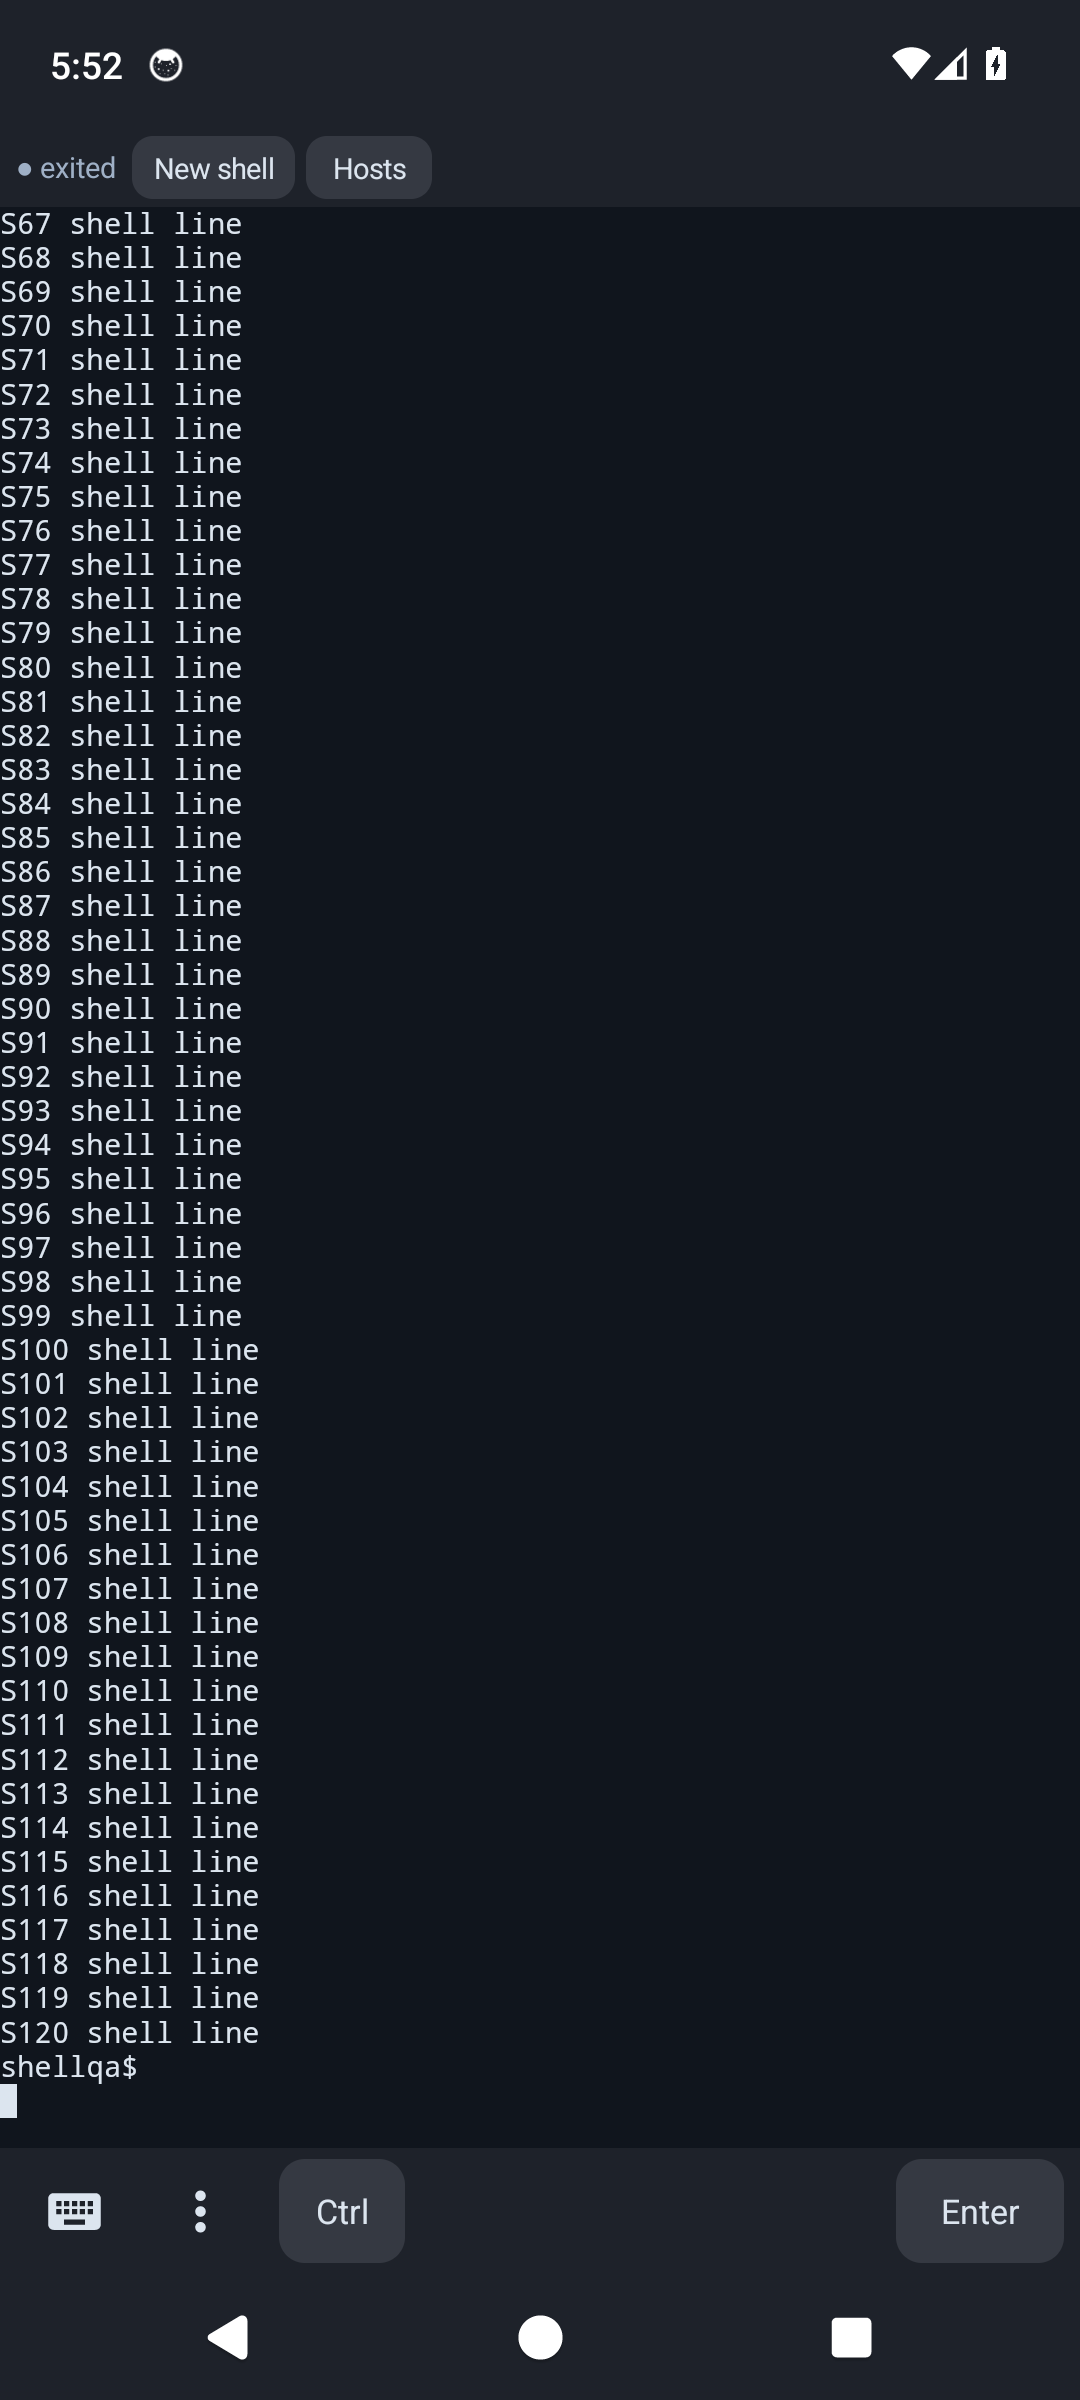 5:52
exited New shell Hosts
S67 shell line
S68 shell line
S69 shell line
S70 shell line
S71 shell line
S72 shell line
S73 shell line
S74 shell line
S75 shell line
S76 shell line
S77 shell line
S78 shell line
S79 shell line
S80 shell line
S81 shell line
S82 shell line
S83 shell line
S84 shell line
S85 shell line
S86 shell line
S87 shell line
S88 shell line
S89 shell line
S90 shell line
S91 shell line
S92 shell line
S93 shell line
S94 shell line
S95 shell line
S96 shell line
S97 shell line
S98 shell line
S99 shell line
S100 shell line
S101 shell line
S102 shell line
S103 shell line
S104 shell line
S105 shell line
S106 shell line
S107 shell line
S108 shell line
S109 shell line
S110 shell line
S111 shell line
S112 shell line
S113 shell line
S114 shell line
S115 shell line
S116 shell line
S117 shell line
S118 shell line
S119 shell line
S120 shell line
shellqa$
Ctrl Enter